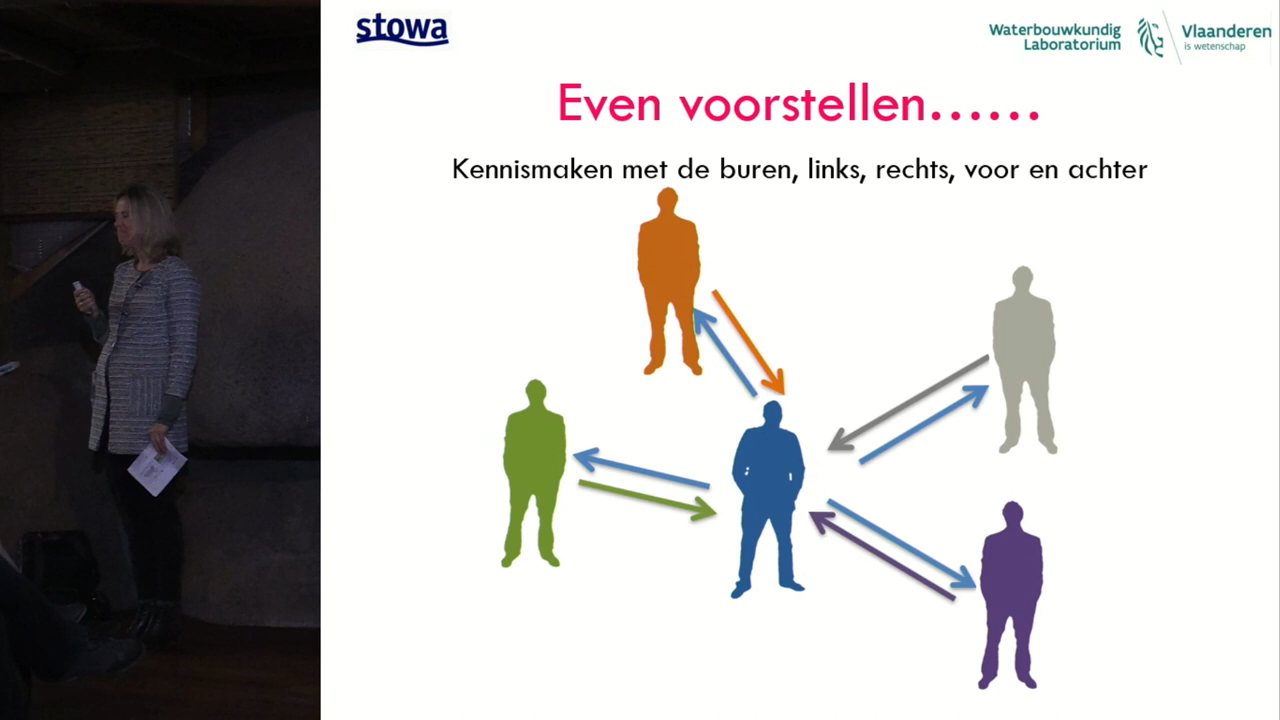 stowa
Waterbouwkundig
Laboratorium
Vlaanderen
is wetenschap
Even voorstellen......
Kennismaken met de buren, links, rechts, voor en achter